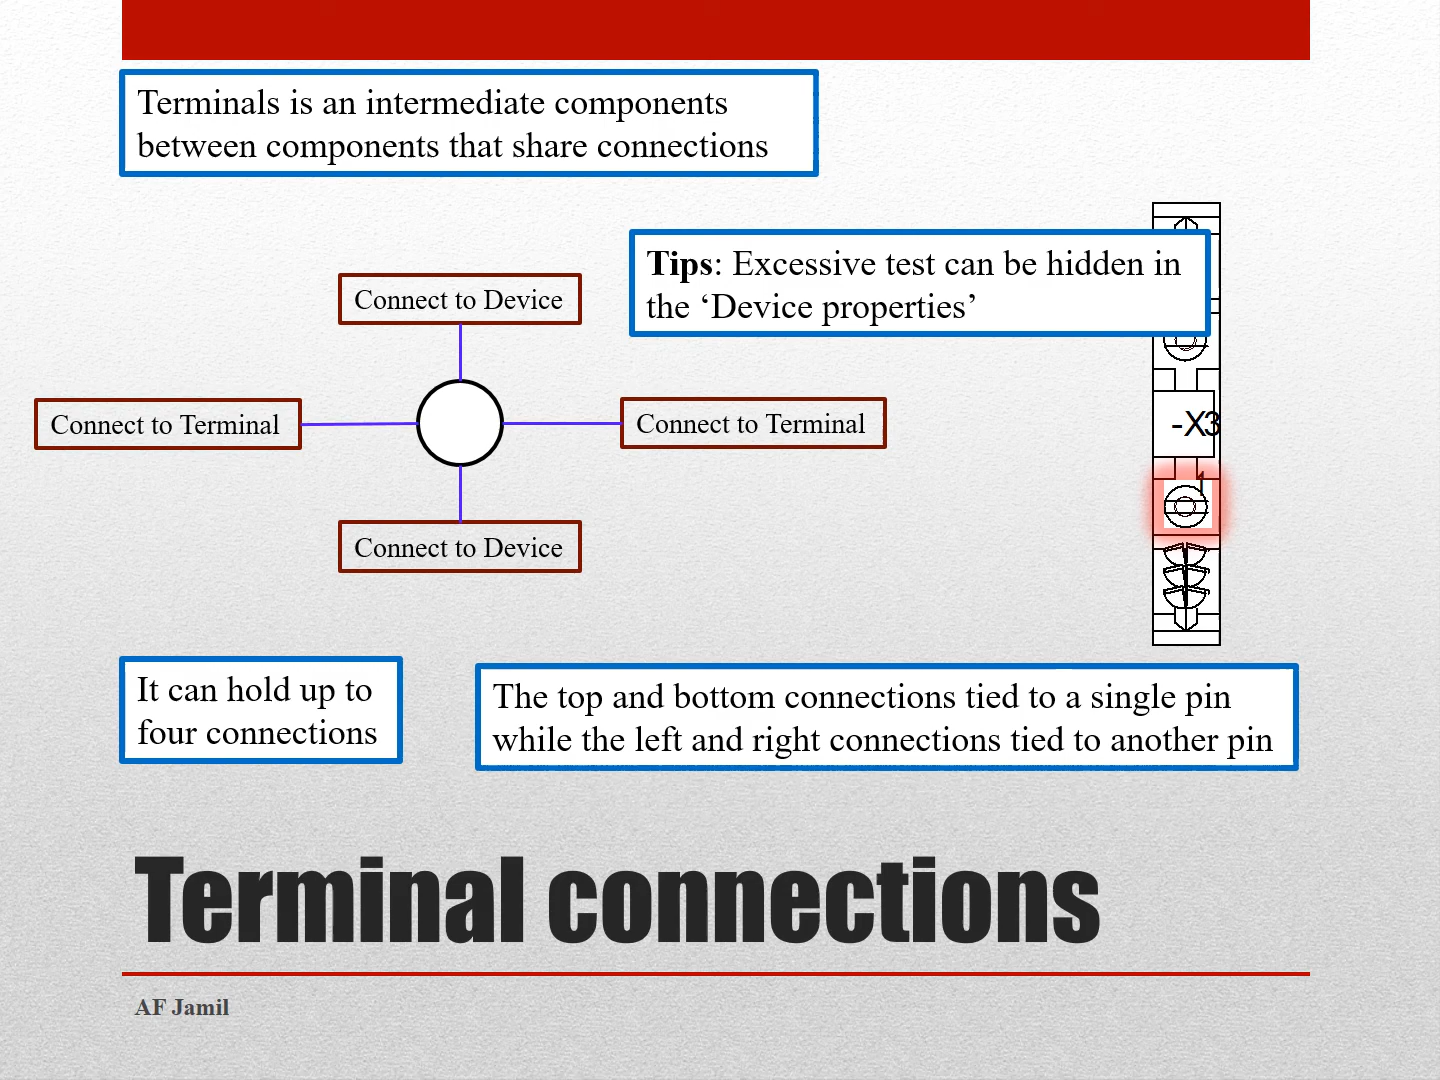 Terminals is an intermediate components
between components that share connections
Tips: Excessive test can be hidden in
the ‘Device properties’
Connect to Device
Connect to Terminal
Connect to Terminal
-X3
1
Connect to Device
It can hold up to
four connections
The top and bottom connections tied to a single pin
while the left and right connections tied to another pin
Terminal connections
AF Jamil